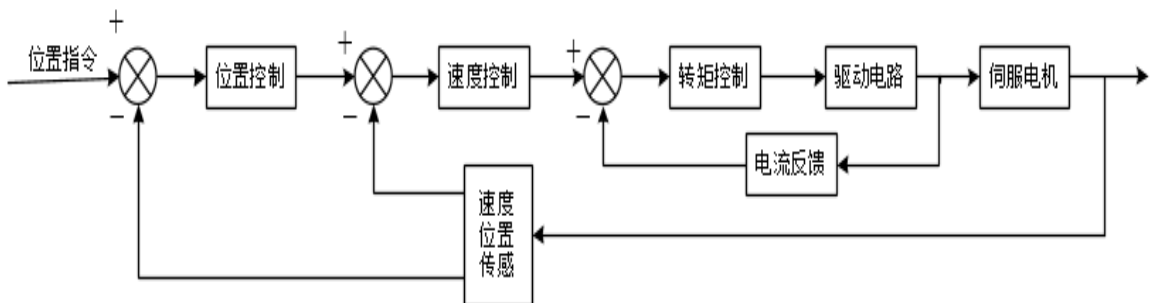 +
位置指令
位置控制
+
速度控制
+
转矩控制
驱动电路
伺服电机
−
−
−
电流反馈
速度
位置
传感